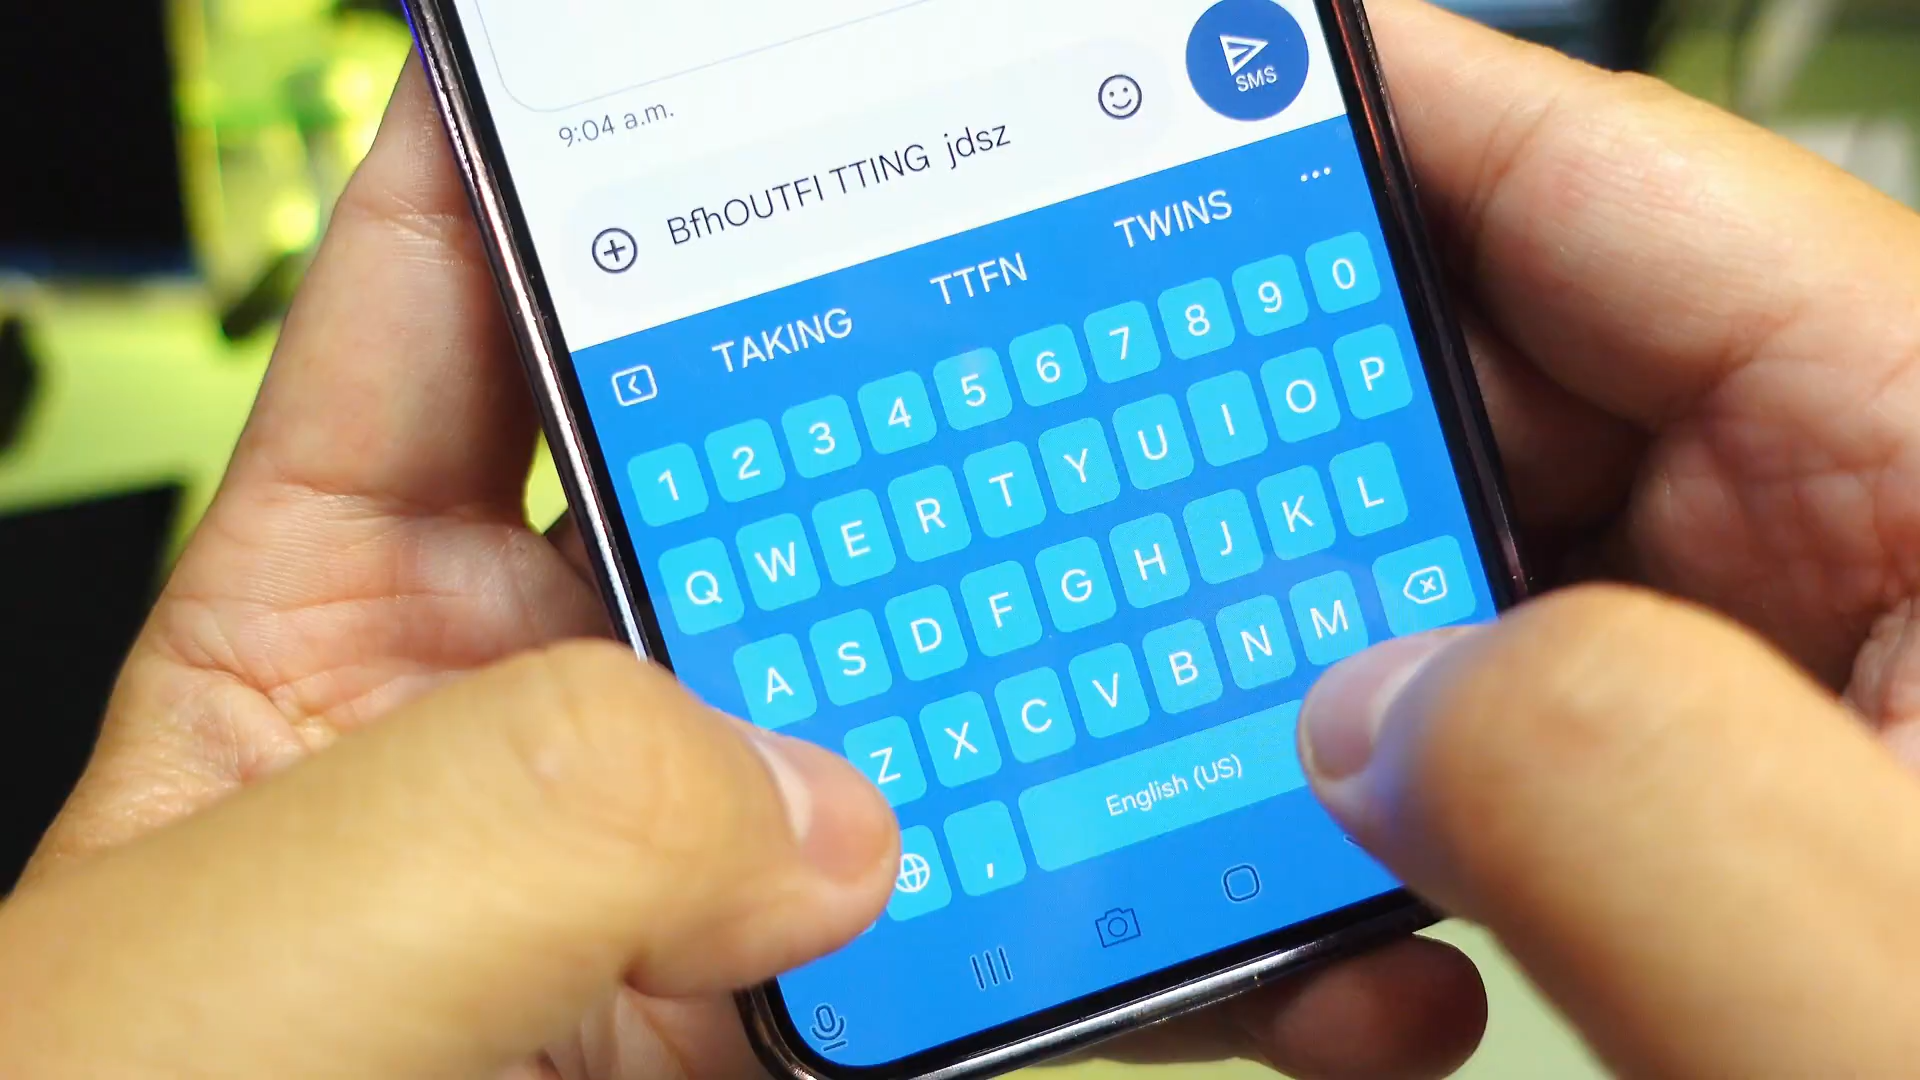 9:04 a.m.
SMS
BfhOUTFI TTING jdsz
TAKING TTFN TWINS
1 2 3 4 5 6 7 8 9 0
Q W E R T Y U I O P
A S D F G H J K L
Z X C V B N M
, English (US)